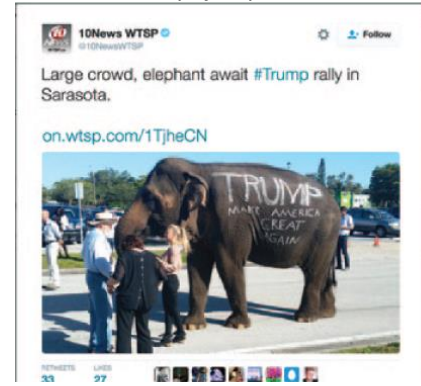 10News WTSP
@10NewsWTSP
Follow
Large crowd, elephant await #Trump rally in
Sarasota.
on.wtsp.com/1TjheCN
TRUMP
MAKE AMERICA
GREAT
AGAIN
RETWEETS LIKES
33 27